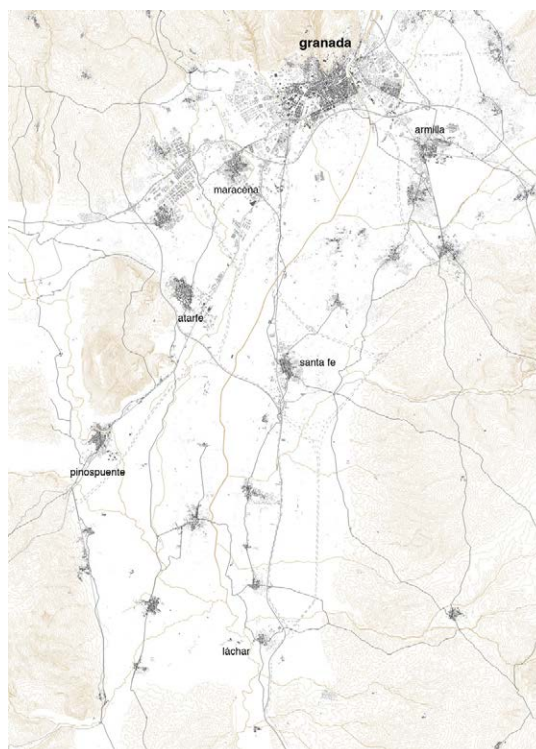 granada
armilla
maracena
atarfe
santa fe
pinospuente
láchar